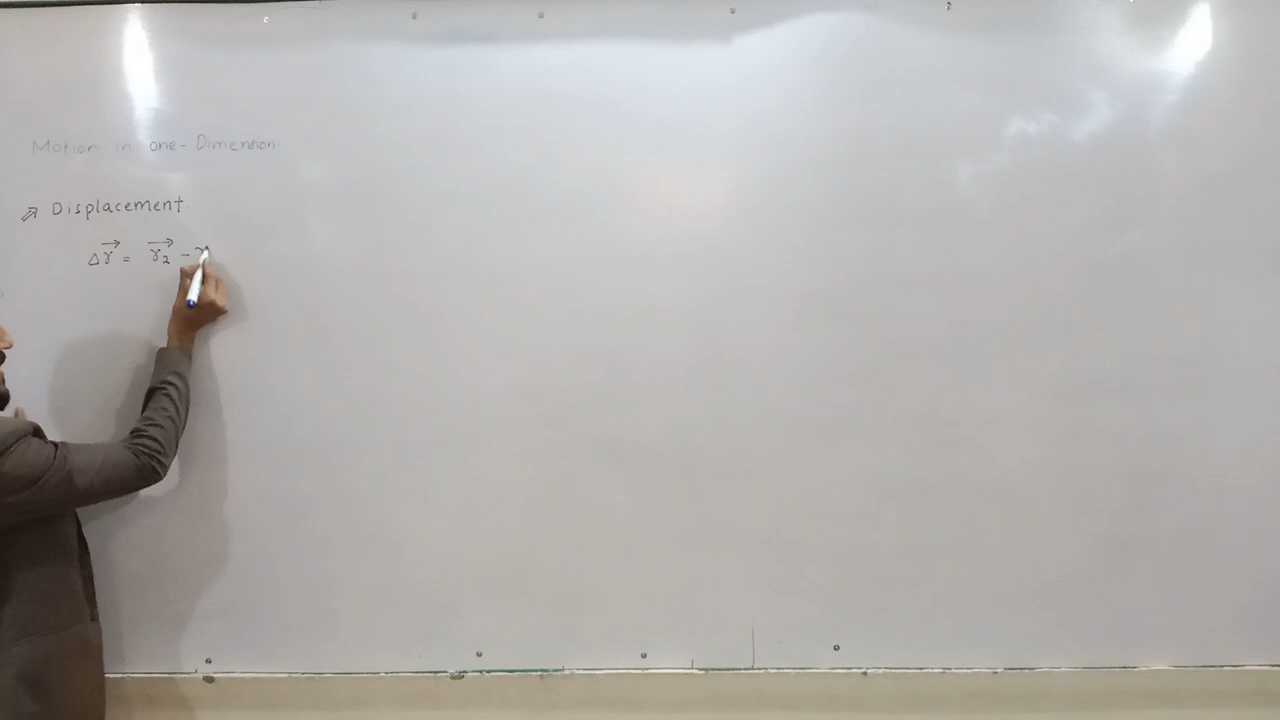 Motion in one-Dimension
⇗ Displacement
Δr⃗ = r⃗₂ - r